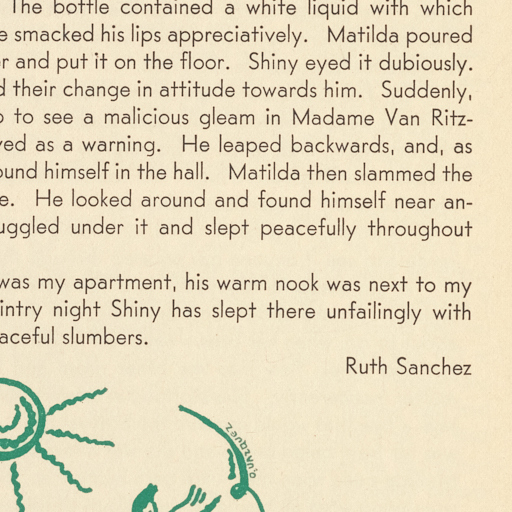 The bottle contained a white liquid with which
smacked his lips appreciatively. Matilda poured
and put it on the floor. Shiny eyed it dubiously.
their change in attitude towards him. Suddenly,
to see a malicious gleam in Madame Van Ritz-
ved as a warning. He leaped backwards, and, as
ound himself in the hall. Matilda then slammed the
e. He looked around and found himself near an-
uggled under it and slept peacefully throughout
was my apartment, his warm nook was next to my
intry night Shiny has slept there unfailingly with
aceful slumbers.
Ruth Sanchez